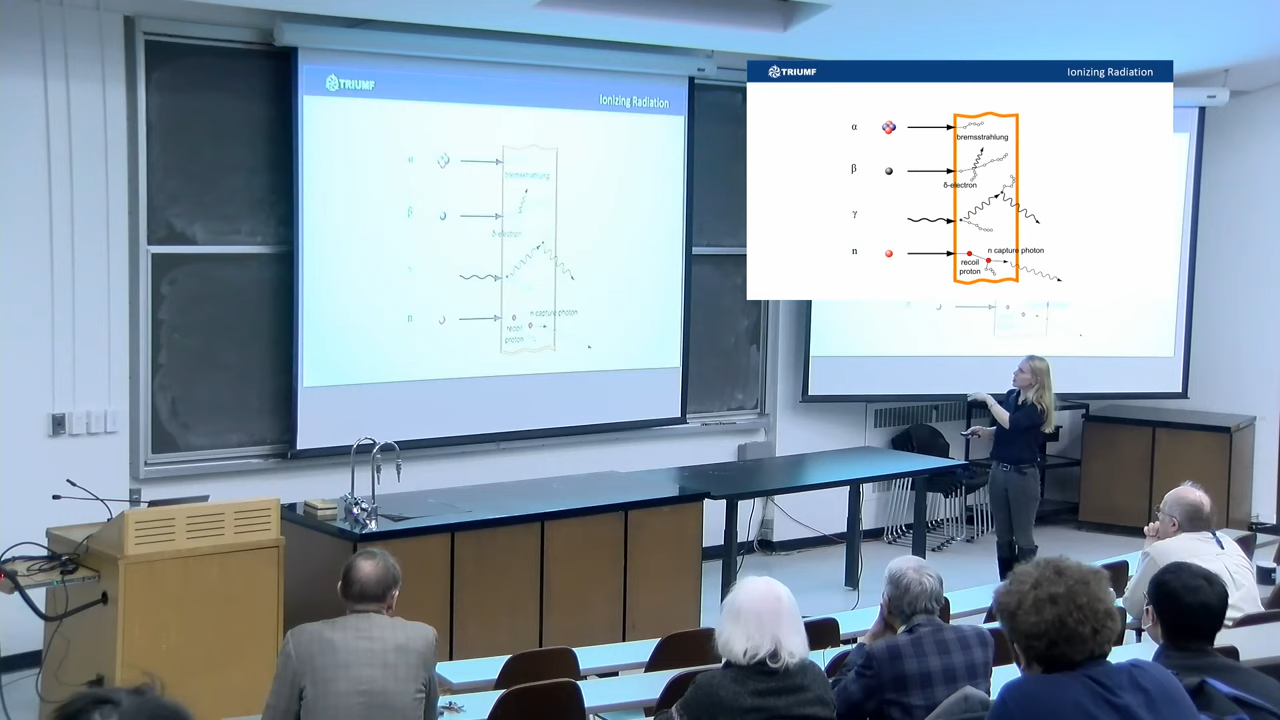 TRIUMF
Ionizing Radiation
α
bremsstrahlung
β
δ-electron
γ
n
n capture photon
recoil
proton
TRIUMF
Ionizing Radiation
α
bremsstrahlung
β
δ-electron
γ
n
n capture photon
recoil
proton